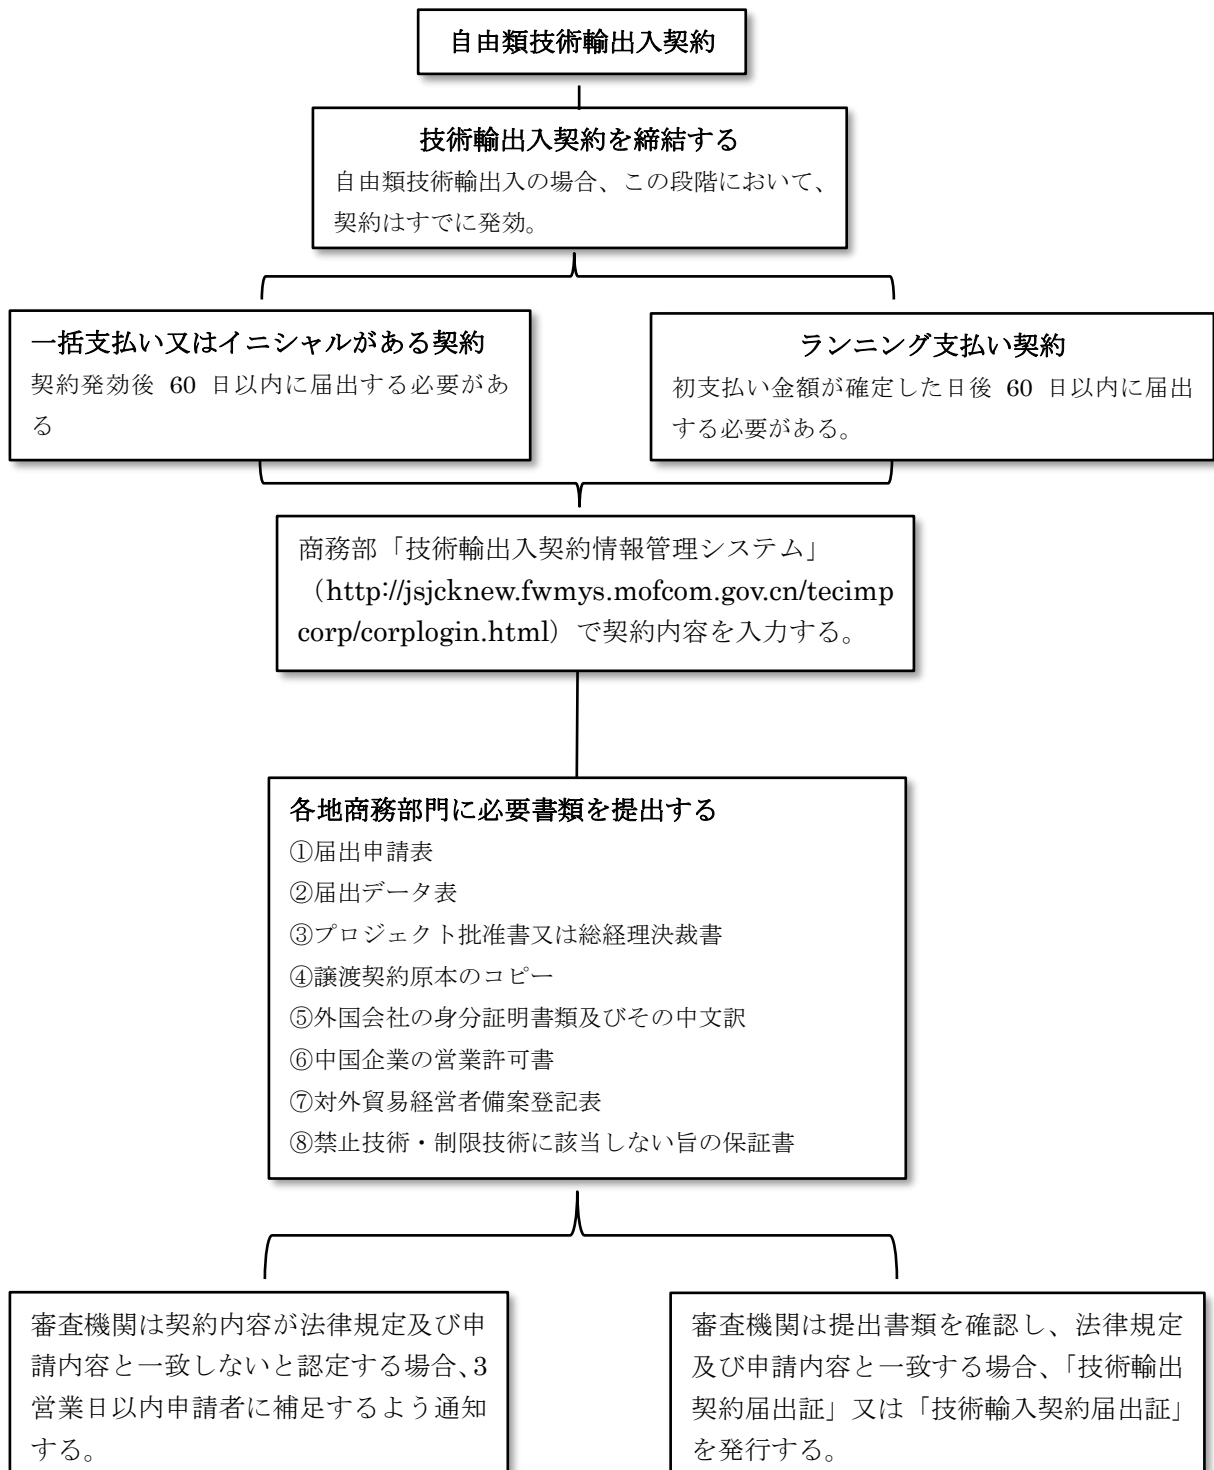 自由類技術輸出入契約
技術輸出入契約を締結する
自由類技術輸出入の場合、この段階において、
契約はすでに発効。
一括支払い又はイニシャルがある契約
契約発効後 60 日以内に届出する必要があ
る
ランニング支払い契約
初支払い金額が確定した日後 60 日以内に届出
する必要がある。
商務部「技術輸出入契約情報管理システム」
（http://jsjcknew.fwmys.mofcom.gov.cn/tecimp
corp/corplogin.html）で契約内容を入力する。
各地商務部門に必要書類を提出する
①届出申請表
②届出データ表
③プロジェクト批准書又は総経理決裁書
④譲渡契約原本のコピー
⑤外国会社の身分証明書類及びその中文訳
⑥中国企業の営業許可書
⑦対外貿易経営者備案登記表
⑧禁止技術・制限技術に該当しない旨の保証書
審査機関は契約内容が法律規定及び申
請内容と一致しないと認定する場合、3
営業日以内申請者に補足するよう通知
する。
審査機関は提出書類を確認し、法律規定
及び申請内容と一致する場合、「技術輸出
契約届出証」又は「技術輸入契約届出証」
を発行する。